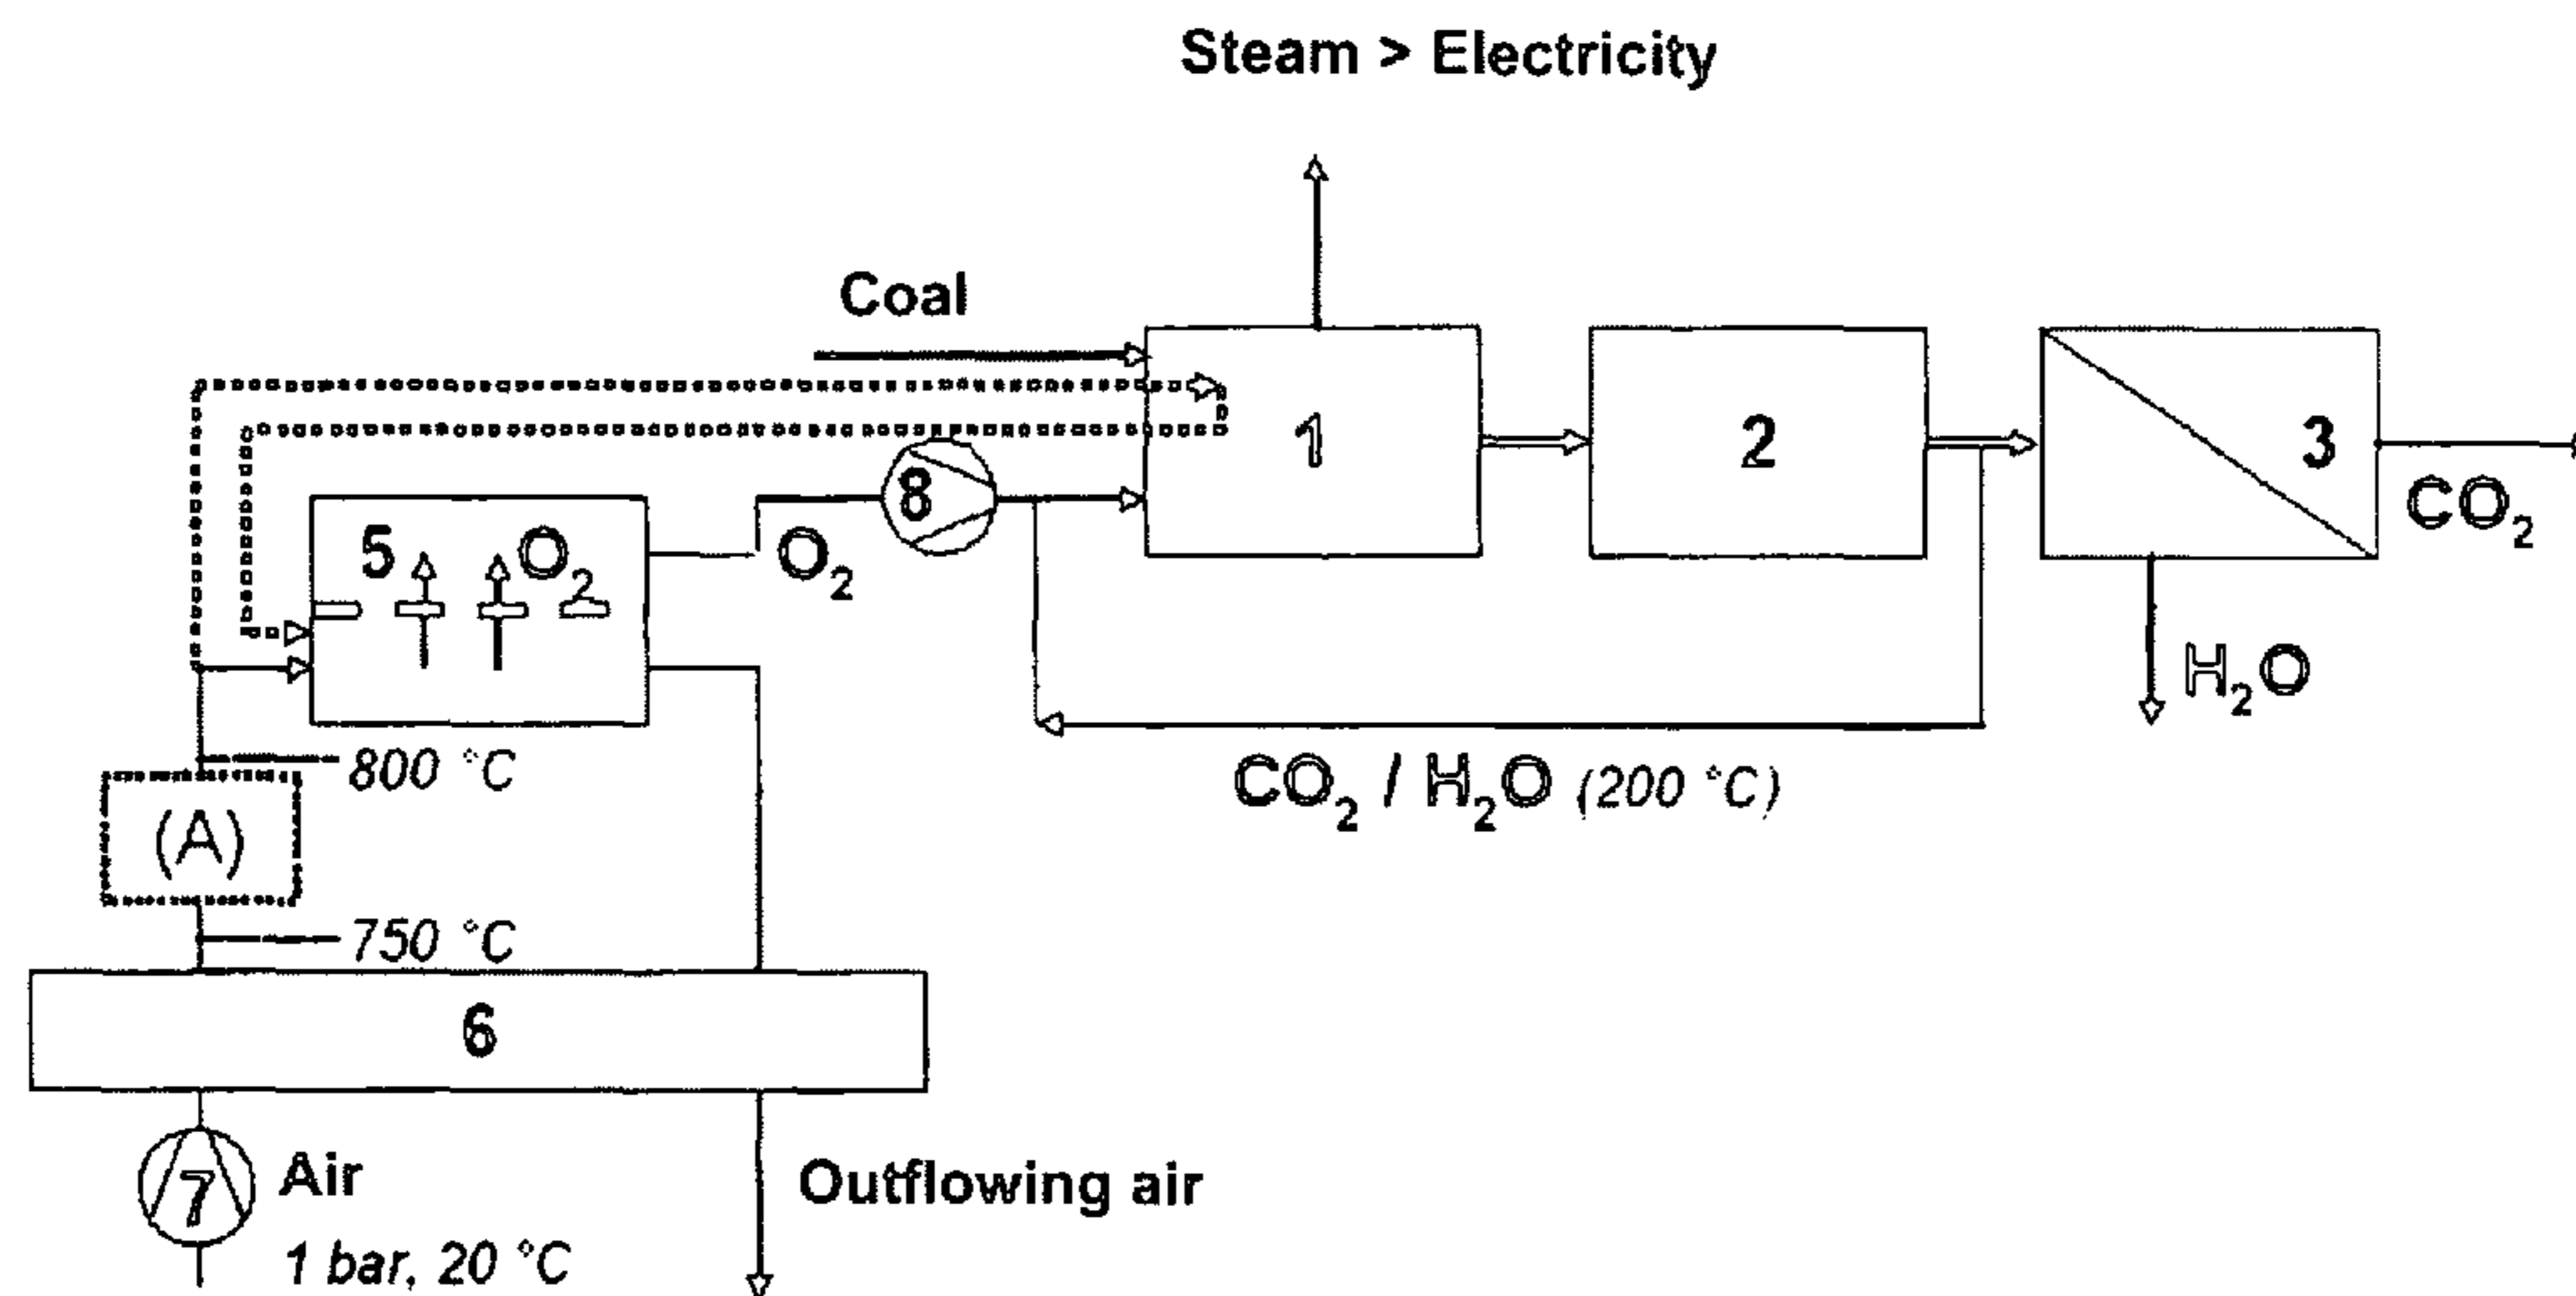 Steam > Electricity
Coal
1
2
3
CO2
8
5
O2
O2
H2O
800 °C
CO2 / H2O (200 °C)
(A)
750 °C
6
7
Air
Outflowing air
1 bar, 20 °C